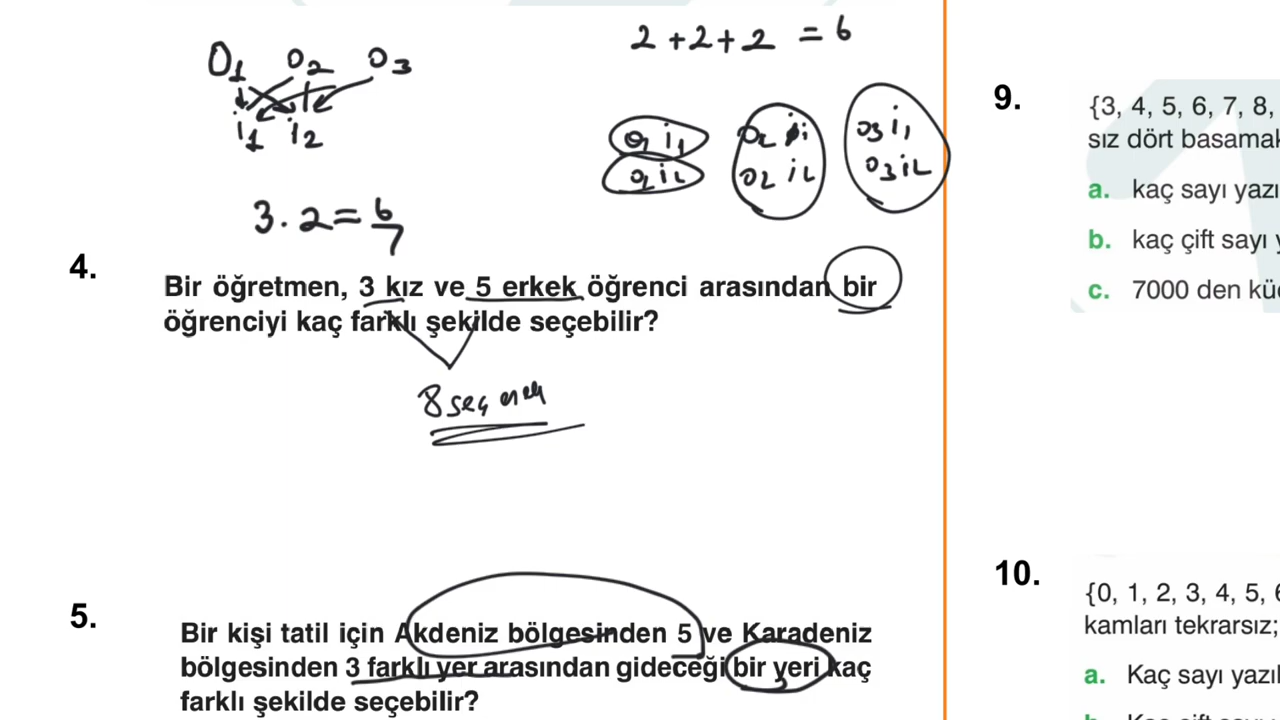 O1 O2 O3
i1 i2
3.2=6
2+2+2 =6
O1 i1
O1 i2
O2 i1
O2 i2
O3 i1
O3 i2
4.
Bir öğretmen, 3 kız ve 5 erkek öğrenci arasından bir
öğrenciyi kaç farklı şekilde seçebilir?
8 seçenek
5.
Bir kişi tatil için Akdeniz bölgesinden 5 ve Karadeniz
bölgesinden 3 farklı yer arasından gideceği bir yeri kaç
farklı şekilde seçebilir?
9.
{3, 4, 5, 6, 7, 8,
sız dört basamak
a. kaç sayı yazı
b. kaç çift sayı y
c. 7000 den küç
10.
{0, 1, 2, 3, 4, 5, 6
kamları tekrarsız;
a. Kaç sayı yazıl